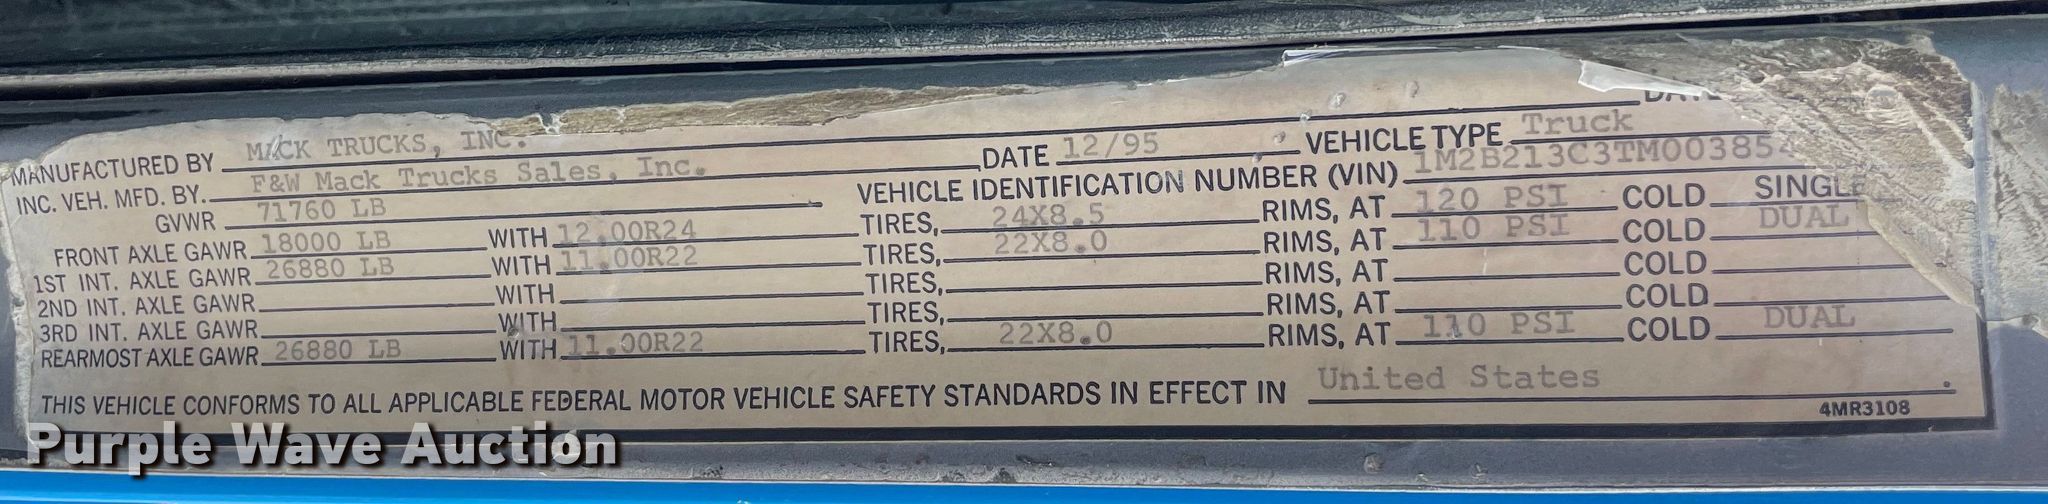 MANUFACTURED BY MACK TRUCKS, INC. DATE
INC. VEH. MFD. BY. F&W Mack Trucks Sales, Inc. DATE 12/95 VEHICLE TYPE Truck
GVWR 71760 LB VEHICLE IDENTIFICATION NUMBER (VIN) 1M2B213C3TM003854
FRONT AXLE GAWR 18000 LB WITH 12.00R24 TIRES, 24X8.5 RIMS, AT 120 PSI COLD SINGLE
1ST INT. AXLE GAWR 26880 LB WITH 11.00R22 TIRES, 22X8.0 RIMS, AT 110 PSI COLD DUAL
2ND INT. AXLE GAWR WITH TIRES, RIMS, AT COLD
3RD INT. AXLE GAWR WITH TIRES, RIMS, AT COLD
REARMOST AXLE GAWR 26880 LB WITH 11.00R22 TIRES, 22X8.0 RIMS, AT 110 PSI COLD DUAL
THIS VEHICLE CONFORMS TO ALL APPLICABLE FEDERAL MOTOR VEHICLE SAFETY STANDARDS IN EFFECT IN United States.
4MR3108
Purple Wave Auction